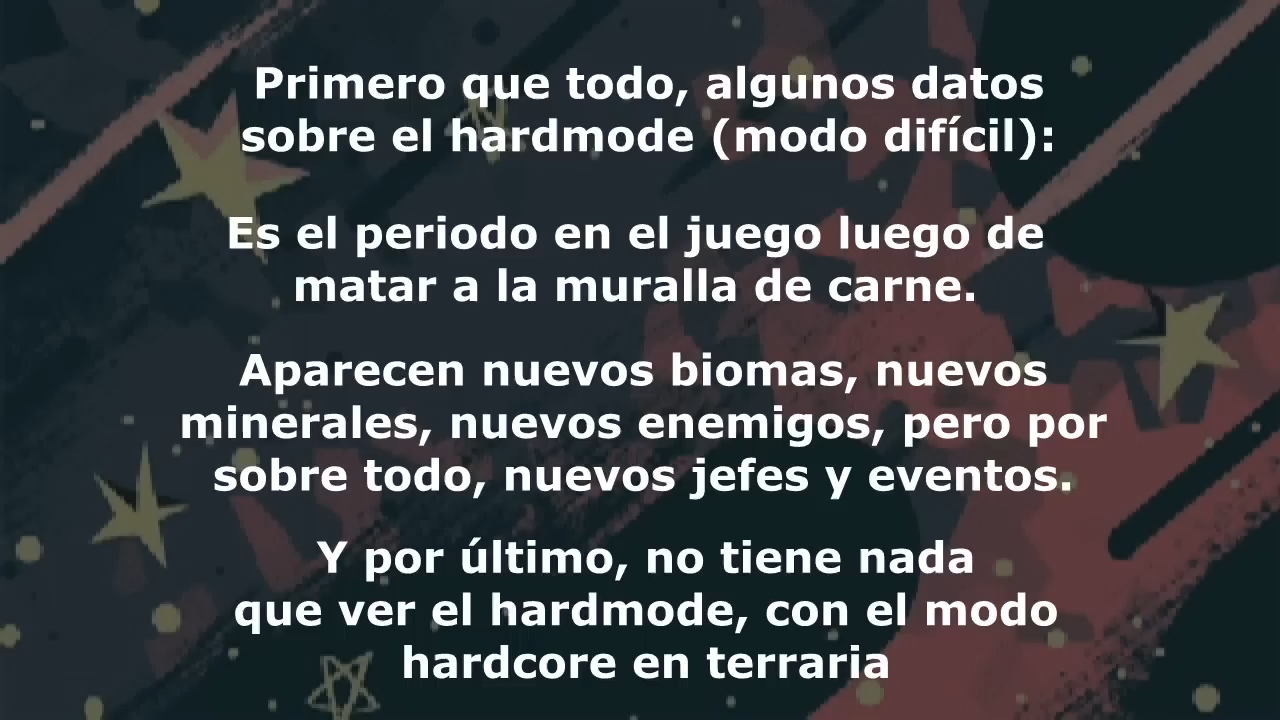 Primero que todo, algunos datos
sobre el hardmode (modo difícil):
Es el periodo en el juego luego de
matar a la muralla de carne.
Aparecen nuevos biomas, nuevos
minerales, nuevos enemigos, pero por
sobre todo, nuevos jefes y eventos.
Y por último, no tiene nada
que ver el hardmode, con el modo
hardcore en terraria